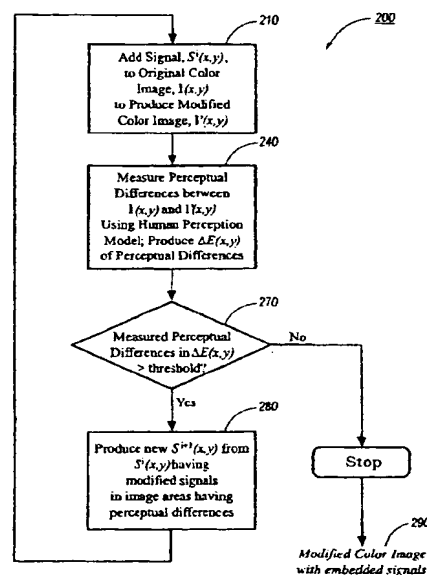 210
200
Add Signal, Sⁱ(x,y),
to Original Color
Image, I(x,y)
to Produce Modified
Color Image, I'(x,y)
240
Measure Perceptual
Differences between
I(x,y) and I'(x,y)
Using Human Perception
Model; Produce ΔE(x,y)
of Perceptual Differences
270
Measured Perceptual
Differences in ΔE(x,y)
> threshold?
No
Yes
280
Produce new Sⁱ⁺¹(x,y) from
Sⁱ(x,y) having
modified signals
in image areas having
perceptual differences
Stop
290
Modified Color Image
with embedded signals